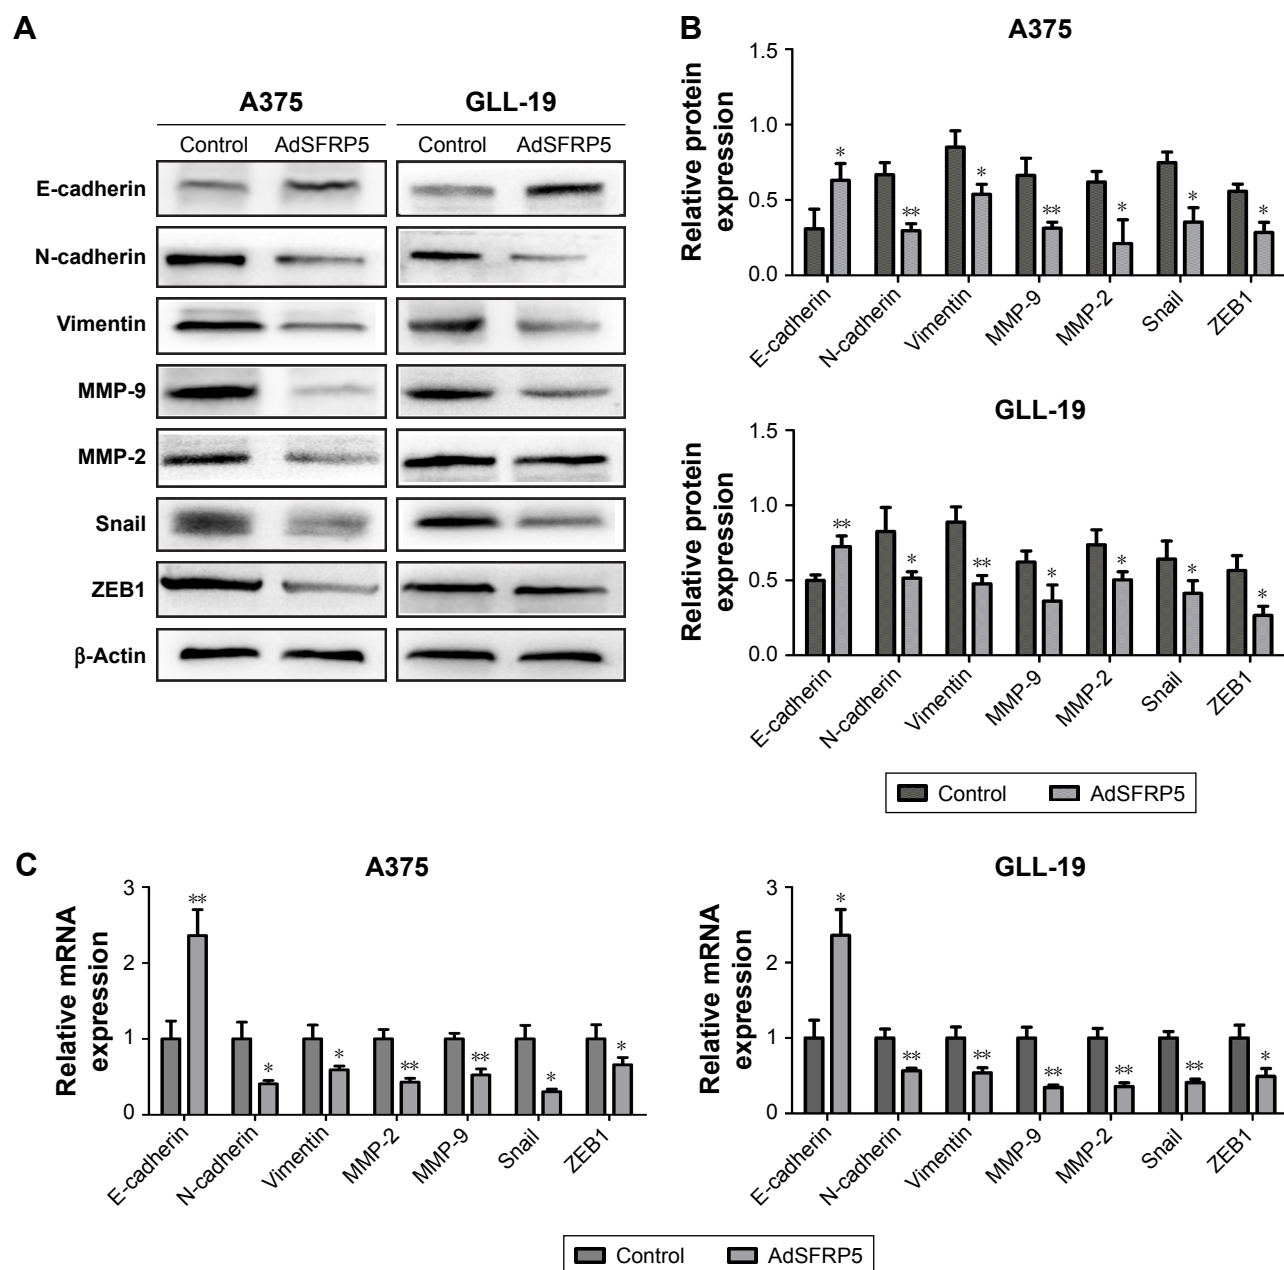 A
A375
GLL-19
Control
AdSFRP5
Control
AdSFRP5
E-cadherin
N-cadherin
Vimentin
MMP-9
MMP-2
Snail
ZEB1
β-Actin
B
A375
Relative protein
expression
1.5
1.0
0.5
0.0
*
**
*
**
*
*
*
E-cadherin
N-cadherin
Vimentin
MMP-9
MMP-2
Snail
ZEB1
GLL-19
Relative protein
expression
1.5
1.0
0.5
0.0
**
*
**
*
*
*
*
E-cadherin
N-cadherin
Vimentin
MMP-9
MMP-2
Snail
ZEB1
Control
AdSFRP5
C
A375
Relative mRNA
expression
3
2
1
0
**
*
*
**
**
*
*
E-cadherin
N-cadherin
Vimentin
MMP-2
MMP-9
Snail
ZEB1
GLL-19
Relative mRNA
expression
3
2
1
0
*
**
**
**
**
**
*
E-cadherin
N-cadherin
Vimentin
MMP-9
MMP-2
Snail
ZEB1
Control
AdSFRP5